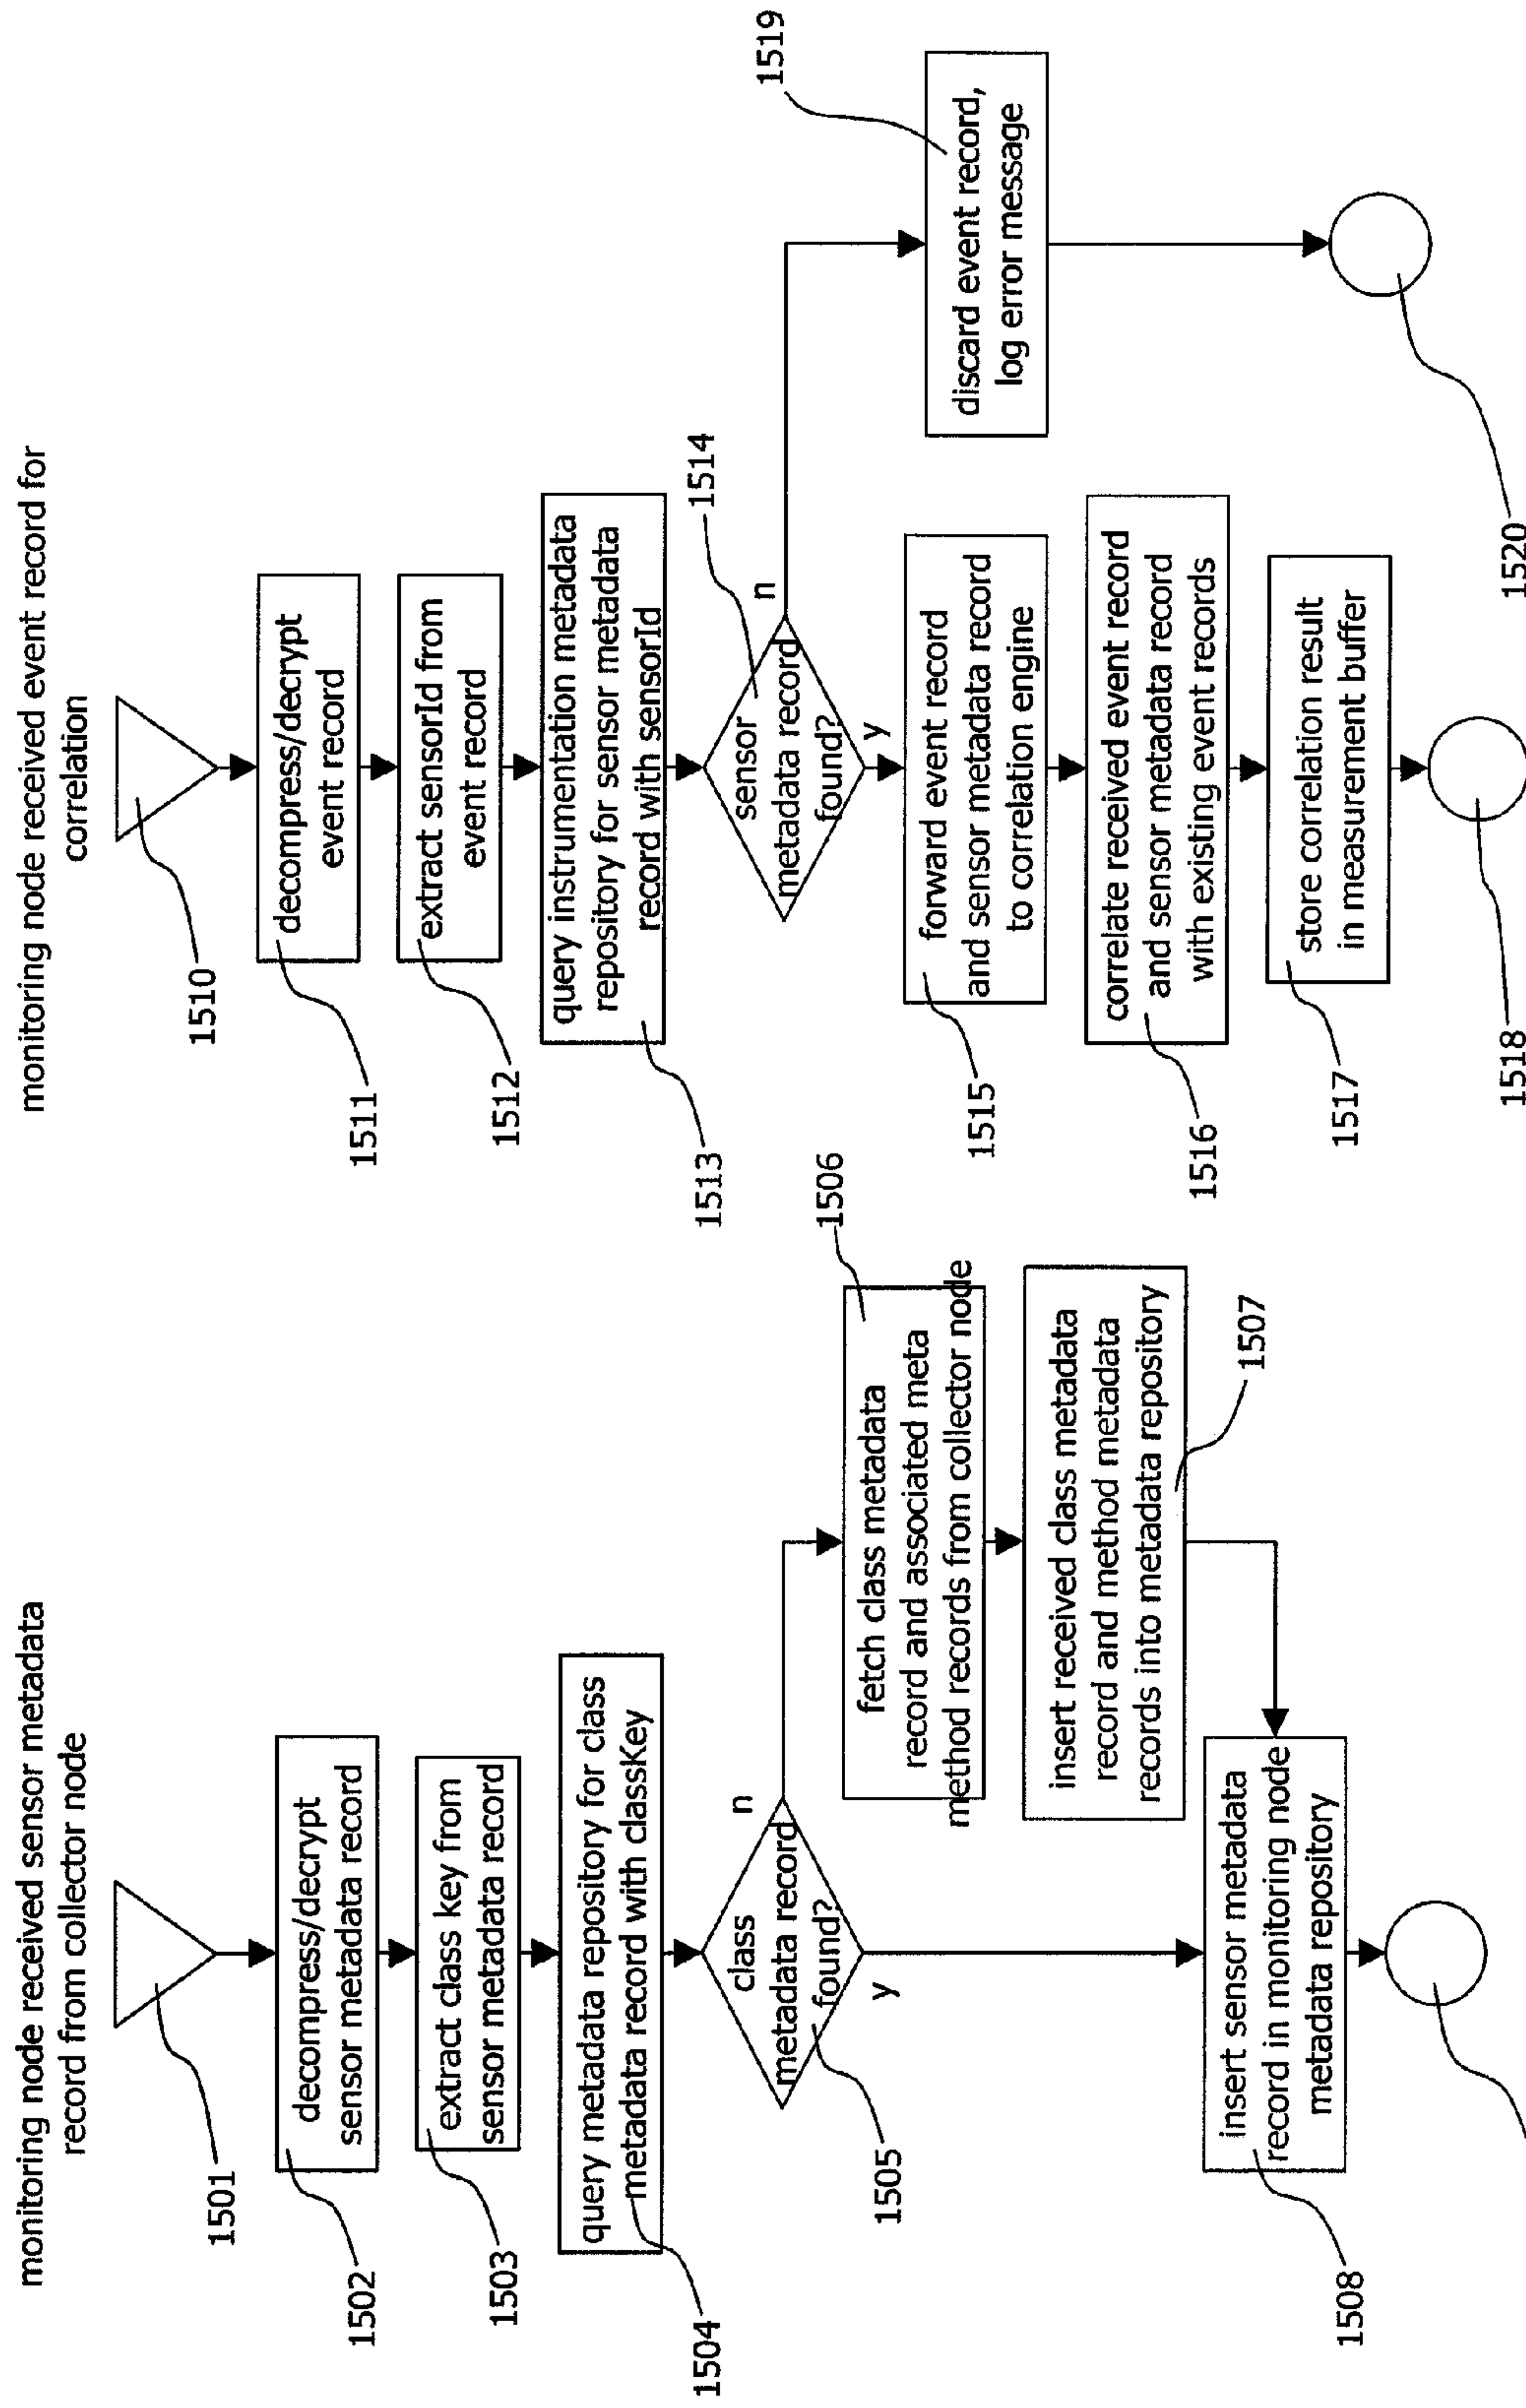 monitoring node received sensor metadata
record from collector node
1501
decompress/decrypt
sensor metadata record
1502
extract class key from
sensor metadata record
1503
query metadata repository for class
metadata record with classKey
1504
class
metadata record
found?
n
y
1505
fetch class metadata
record and associated meta
method records from collector node
1506
insert received class metadata
record and method metadata
records into metadata repository
1507
insert sensor metadata
record in monitoring node
metadata repository
1508
monitoring node received event record for
correlation
1510
decompress/decrypt
event record
1511
extract sensorId from
event record
1512
query instrumentation metadata
repository for sensor metadata
record with sensorId
1513
sensor
metadata record
found?
n
y
1514
forward event record
and sensor metadata record
to correlation engine
1515
correlate received event record
and sensor metadata record
with existing event records
1516
store correlation result
in measurement buffer
1517
1518
discard event record,
log error message
1519
1520